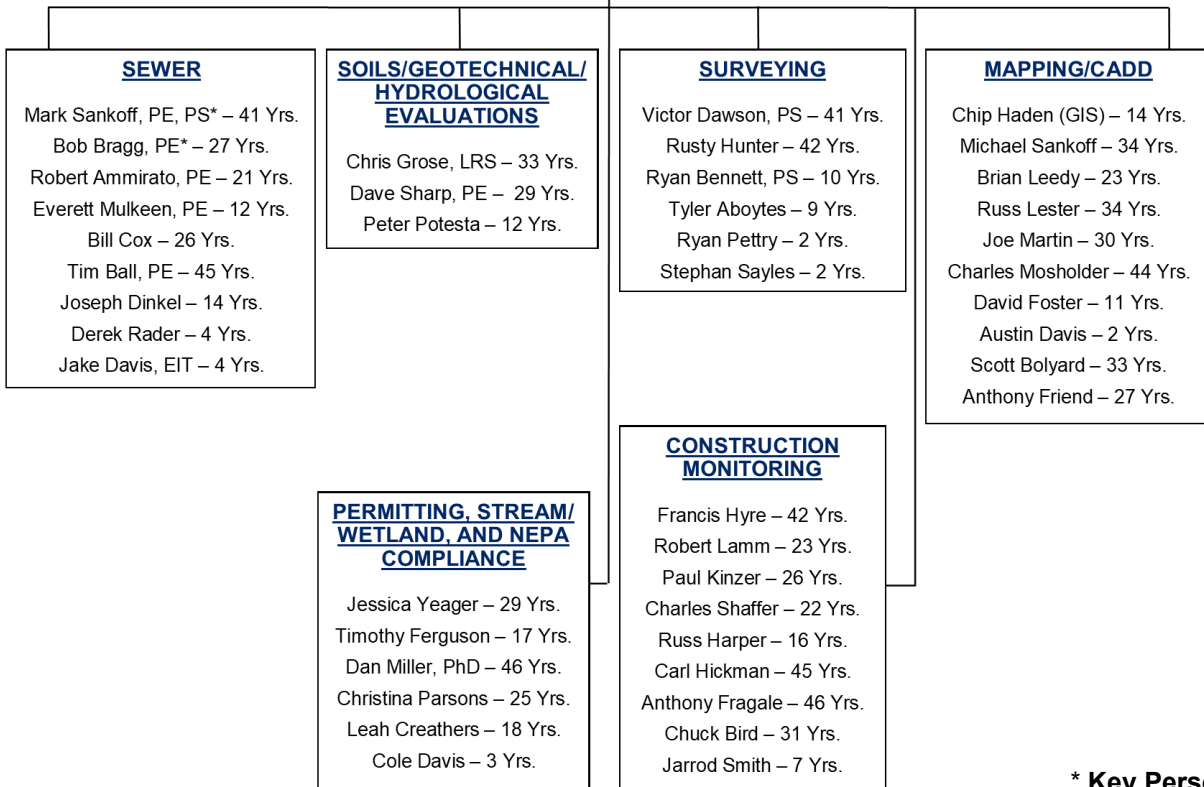 SEWER
Mark Sankoff, PE, PS* – 41 Yrs.
Bob Bragg, PE* – 27 Yrs.
Robert Ammirato, PE – 21 Yrs.
Everett Mulkeen, PE – 12 Yrs.
Bill Cox – 26 Yrs.
Tim Ball, PE – 45 Yrs.
Joseph Dinkel – 14 Yrs.
Derek Rader – 4 Yrs.
Jake Davis, EIT – 4 Yrs.
SOILS/GEOTECHNICAL/
HYDROLOGICAL
EVALUATIONS
Chris Grose, LRS – 33 Yrs.
Dave Sharp, PE – 29 Yrs.
Peter Potesta – 12 Yrs.
SURVEYING
Victor Dawson, PS – 41 Yrs.
Rusty Hunter – 42 Yrs.
Ryan Bennett, PS – 10 Yrs.
Tyler Aboytes – 9 Yrs.
Ryan Pettry – 2 Yrs.
Stephan Sayles – 2 Yrs.
MAPPING/CADD
Chip Haden (GIS) – 14 Yrs.
Michael Sankoff – 34 Yrs.
Brian Leedy – 23 Yrs.
Russ Lester – 34 Yrs.
Joe Martin – 30 Yrs.
Charles Mosholder – 44 Yrs.
David Foster – 11 Yrs.
Austin Davis – 2 Yrs.
Scott Bolyard – 33 Yrs.
Anthony Friend – 27 Yrs.
PERMITTING, STREAM/
WETLAND, AND NEPA
COMPLIANCE
Jessica Yeager – 29 Yrs.
Timothy Ferguson – 17 Yrs.
Dan Miller, PhD – 46 Yrs.
Christina Parsons – 25 Yrs.
Leah Creathers – 18 Yrs.
Cole Davis – 3 Yrs.
CONSTRUCTION
MONITORING
Francis Hyre – 42 Yrs.
Robert Lamm – 23 Yrs.
Paul Kinzer – 26 Yrs.
Charles Shaffer – 22 Yrs.
Russ Harper – 16 Yrs.
Carl Hickman – 45 Yrs.
Anthony Fragale – 46 Yrs.
Chuck Bird – 31 Yrs.
Jarrod Smith – 7 Yrs.
* Key